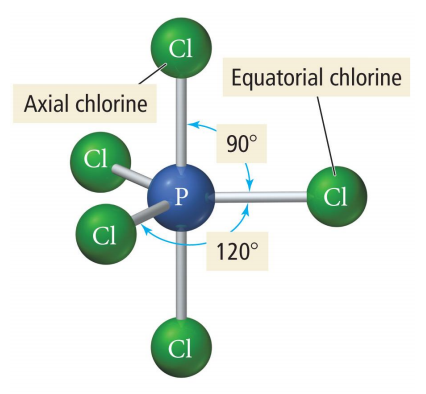 Cl
Equatorial chlorine
Axial chlorine
90°
Cl
P
Cl
Cl
120°
Cl